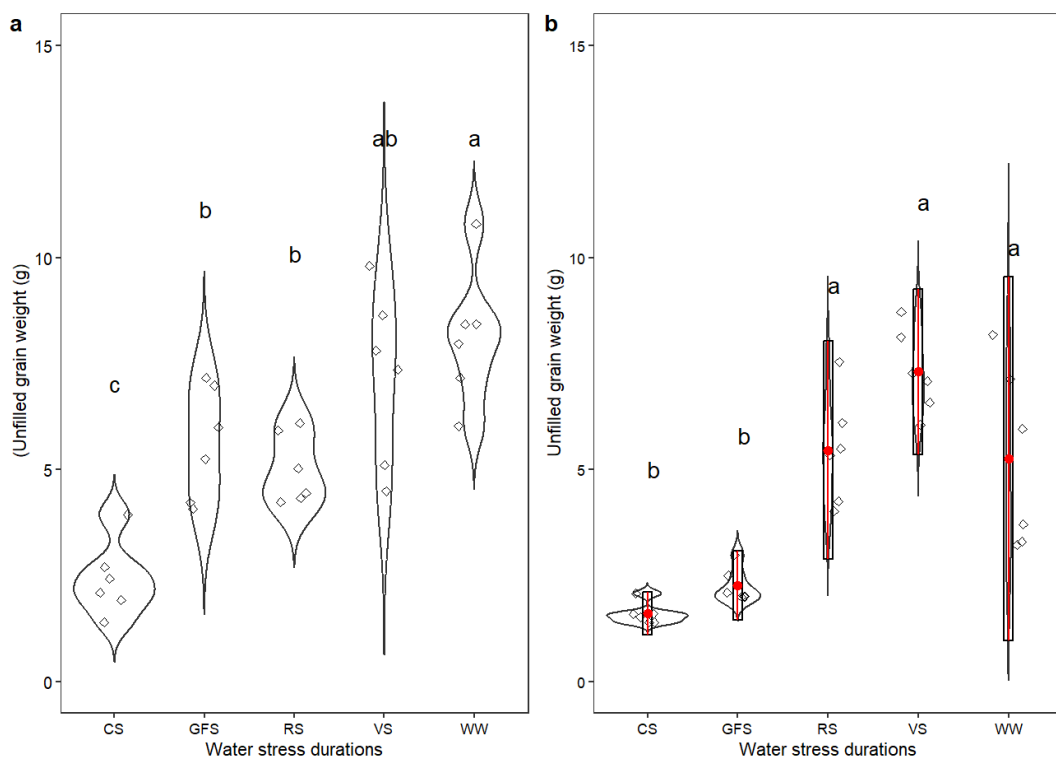 a
(Unfilled grain weight (g)
15
10
5
0
c
b
b
ab
a
CS GFS RS VS WW
Water stress durations
b
Unfilled grain weight (g)
15
10
5
0
b
b
a
a
a
CS GFS RS VS WW
Water stress durations